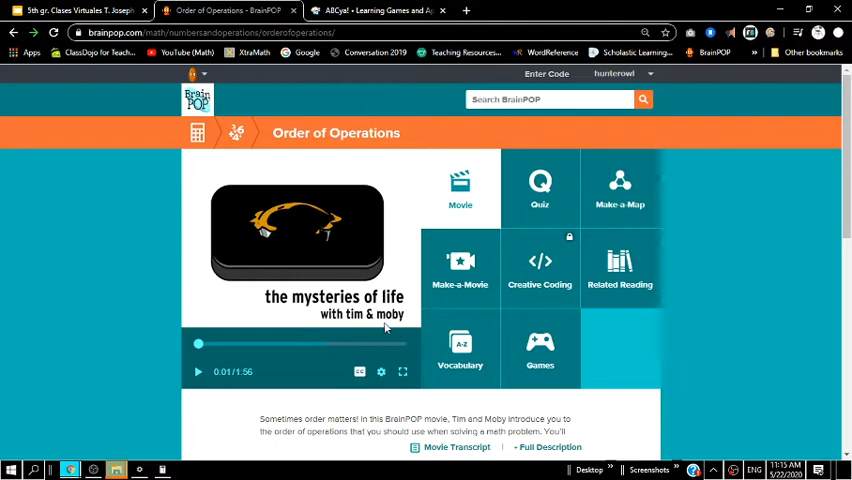 5th gr. Clases Virtuales T. Joseph
Order of Operations - BrainPOP
ABCya! • Learning Games and Ap
brainpop.com/math/numbersandoperations/orderofoperations/
Apps
ClassDojo for Teach...
YouTube (Math)
XtraMath
Google
Conversation 2019
Teaching Resources...
WordReference
Scholastic Learning...
BrainPOP
Other bookmarks
Enter Code
hunterowl
Brain POP
Search BrainPOP
Order of Operations
Movie
Quiz
Make-a-Map
Make-a-Movie
Creative Coding
Related Reading
A-Z
Vocabulary
Games
the mysteries of life
with tim & moby
0:01/1:56
CC
Sometimes order matters! In this BrainPOP movie, Tim and Moby introduce you to
the order of operations that you should use when solving a math problem. You'll
Movie Transcript
- Full Description
Desktop
Screenshots
ENG
11:15 AM
5/22/2020